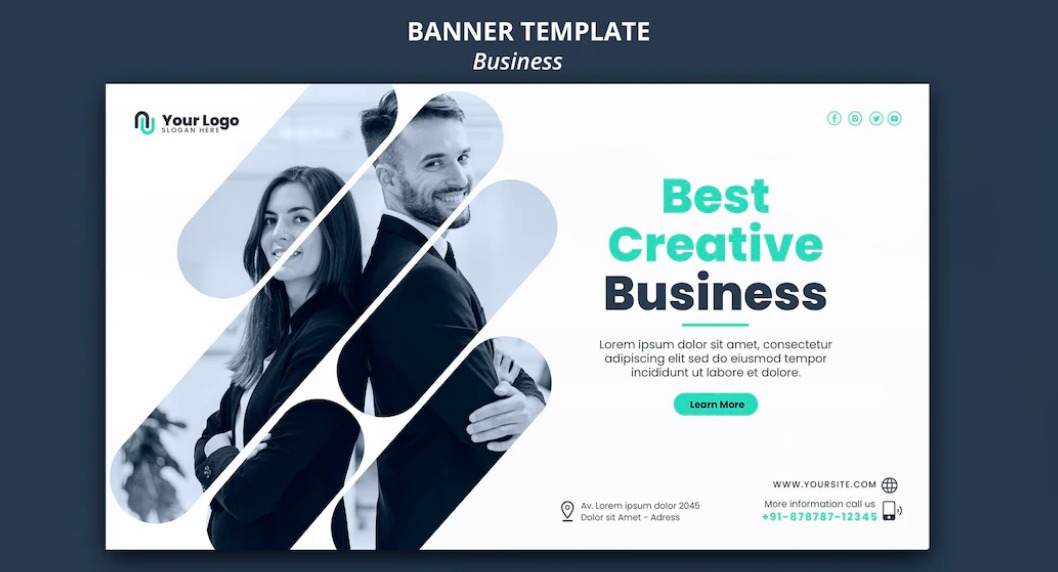 BANNER TEMPLATE
Business
Your Logo
SLOGAN HERE
Best
Creative
Business
Lorem ipsum dolor sit amet, consectetur
adipiscing elit sed do eiusmod tempor
incididunt ut labore et dolore.
Learn More
WWW.YOURSITE.COM
Av. Lorem ipsum dolor 2045
Dolor sit Amet - Adress
More information call us
+91-878787-12345